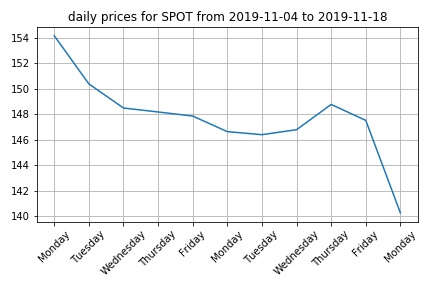 daily prices for SPOT from 2019-11-04 to 2019-11-18
154
152
150
148
146
144
142
140
Monday
Tuesday
Wednesday
Thursday
Friday
Monday
Tuesday
Wednesday
Thursday
Friday
Monday